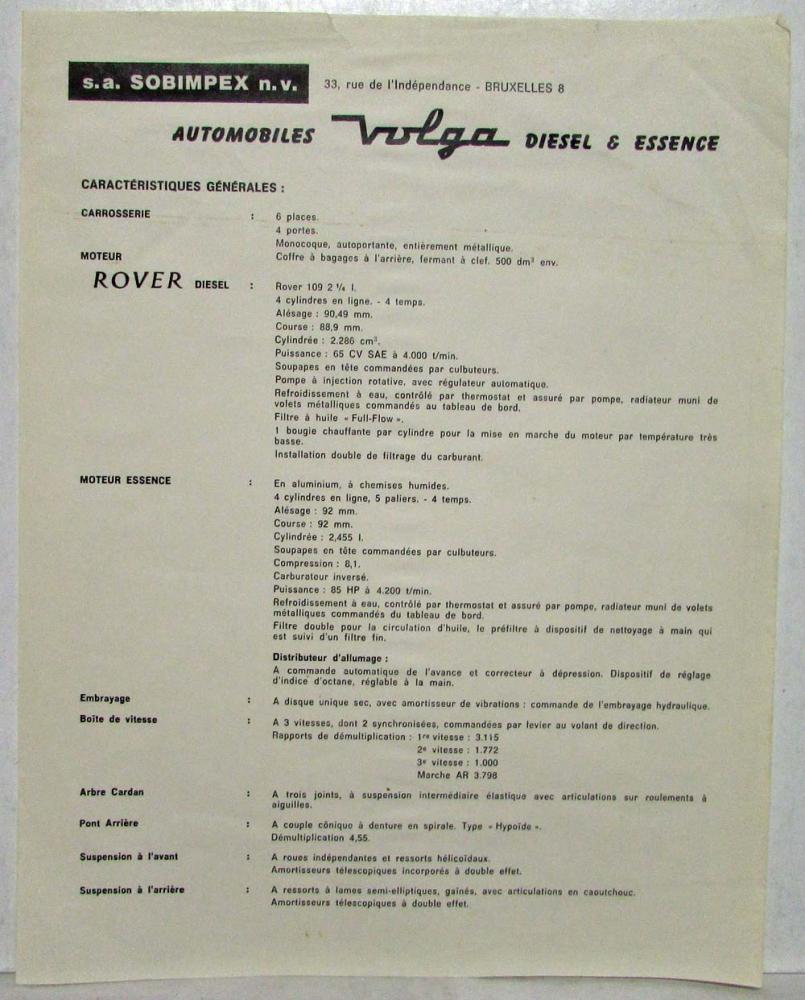 s.a. SOBIMPEX n.v. 33, rue de l'Indépendance - BRUXELLES 8
AUTOMOBILES Volga DIESEL & ESSENCE
CARACTÉRISTIQUES GÉNÉRALES :
CARROSSERIE : 6 places.
4 portes.
Monocoque, autoportante, entièrement métallique.
Coffre à bagages à l'arrière, fermant à clef. 500 dm³ env.
MOTEUR
ROVER DIESEL : Rover 109 2 ¼ l.
4 cylindres en ligne. - 4 temps.
Alésage : 90,49 mm.
Course : 88,9 mm.
Cylindrée : 2.286 cm³.
Puissance : 65 CV SAE à 4.000 t/min.
Soupapes en tête commandées par culbuteurs.
Pompe à injection rotative, avec régulateur automatique.
Refroidissement à eau, contrôlé par thermostat et assuré par pompe, radiateur muni de
volets métalliques commandés au tableau de bord.
Filtre à huile « Full-Flow ».
1 bougie chauffante par cylindre pour la mise en marche du moteur par température très
basse.
Installation double de filtrage du carburant.
MOTEUR ESSENCE : En aluminium, à chemises humides.
4 cylindres en ligne, 5 paliers. - 4 temps.
Alésage : 92 mm.
Course : 92 mm.
Cylindrée : 2,455 l.
Soupapes en tête commandées par culbuteurs.
Compression : 8,1.
Carburateur inversé.
Puissance : 85 HP à 4.200 t/min.
Refroidissement à eau, contrôlé par thermostat et assuré par pompe, radiateur muni de volets
métalliques commandés du tableau de bord.
Filtre double pour la circulation d'huile, le préfiltre à dispositif de nettoyage à main qui
est suivi d'un filtre fin.
Distributeur d'allumage :
A commande automatique de l'avance et correcteur à dépression. Dispositif de réglage
d'indice d'octane, réglable à la main.
Embrayage : A disque unique sec, avec amortisseur de vibrations : commande de l'embrayage hydraulique.
Boîte de vitesse : A 3 vitesses, dont 2 synchronisées, commandées par levier au volant de direction.
Rapports de démultiplication : 1re vitesse : 3.115
2e vitesse : 1.772
3e vitesse : 1.000
Marche AR 3.798
Arbre Cardan : A trois joints, à suspension intermédiaire élastique avec articulations sur roulements à
aiguilles.
Pont Arrière : A couple cônique à denture en spirale. Type « Hypoïde ».
Démultiplication 4,55.
Suspension à l'avant : A roues indépendantes et ressorts hélicoïdaux.
Amortisseurs télescopiques incorporés à double effet.
Suspension à l'arrière : A ressorts à lames semi-elliptiques, gainés, avec articulations en caoutchouc.
Amortisseurs télescopiques à double effet.